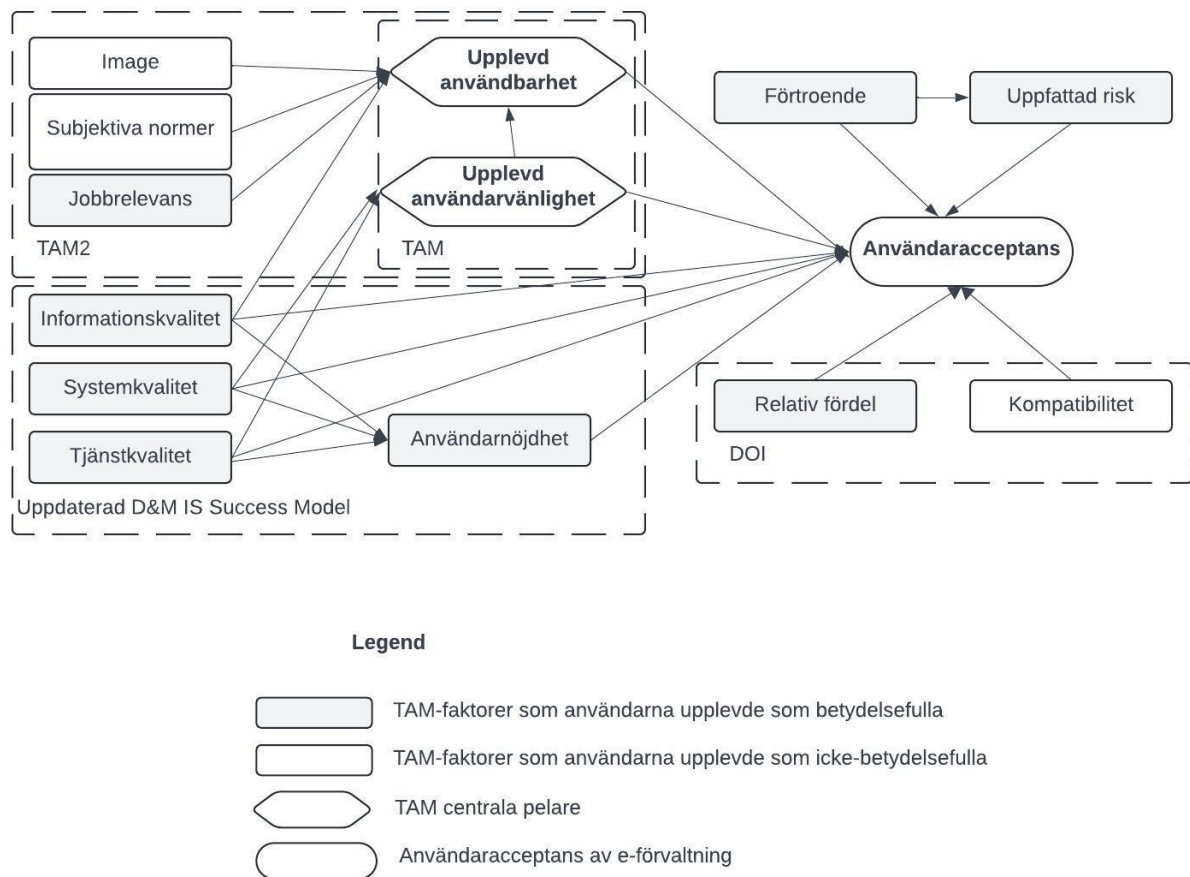 Image
Subjektiva normer
Jobbrelevans
TAM2
Upplevd
användbarhet
Upplevd
användarvänlighet
TAM
Informationskvalitet
Systemkvalitet
Tjänstkvalitet
Användarnöjdhet
Uppdaterad D&M IS Success Model
Förtroende
Uppfattad risk
Användaracceptans
Relativ fördel
Kompatibilitet
DOI
Legend
TAM-faktorer som användarna upplevde som betydelsefulla
TAM-faktorer som användarna upplevde som icke-betydelsefulla
TAM centrala pelare
Användaracceptans av e-förvaltning